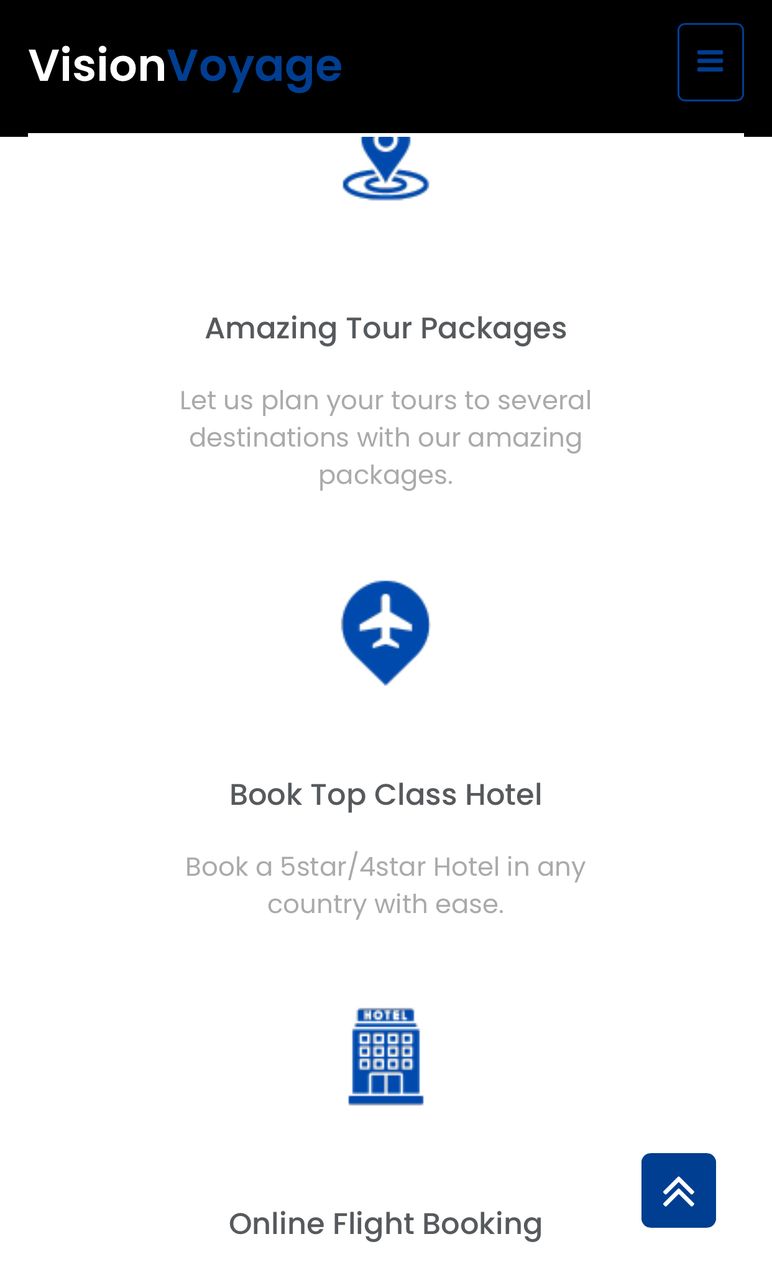 VisionVoyage
Amazing Tour Packages
Let us plan your tours to several
destinations with our amazing
packages.
Book Top Class Hotel
Book a 5star/4star Hotel in any
country with ease.
HOTEL
Online Flight Booking